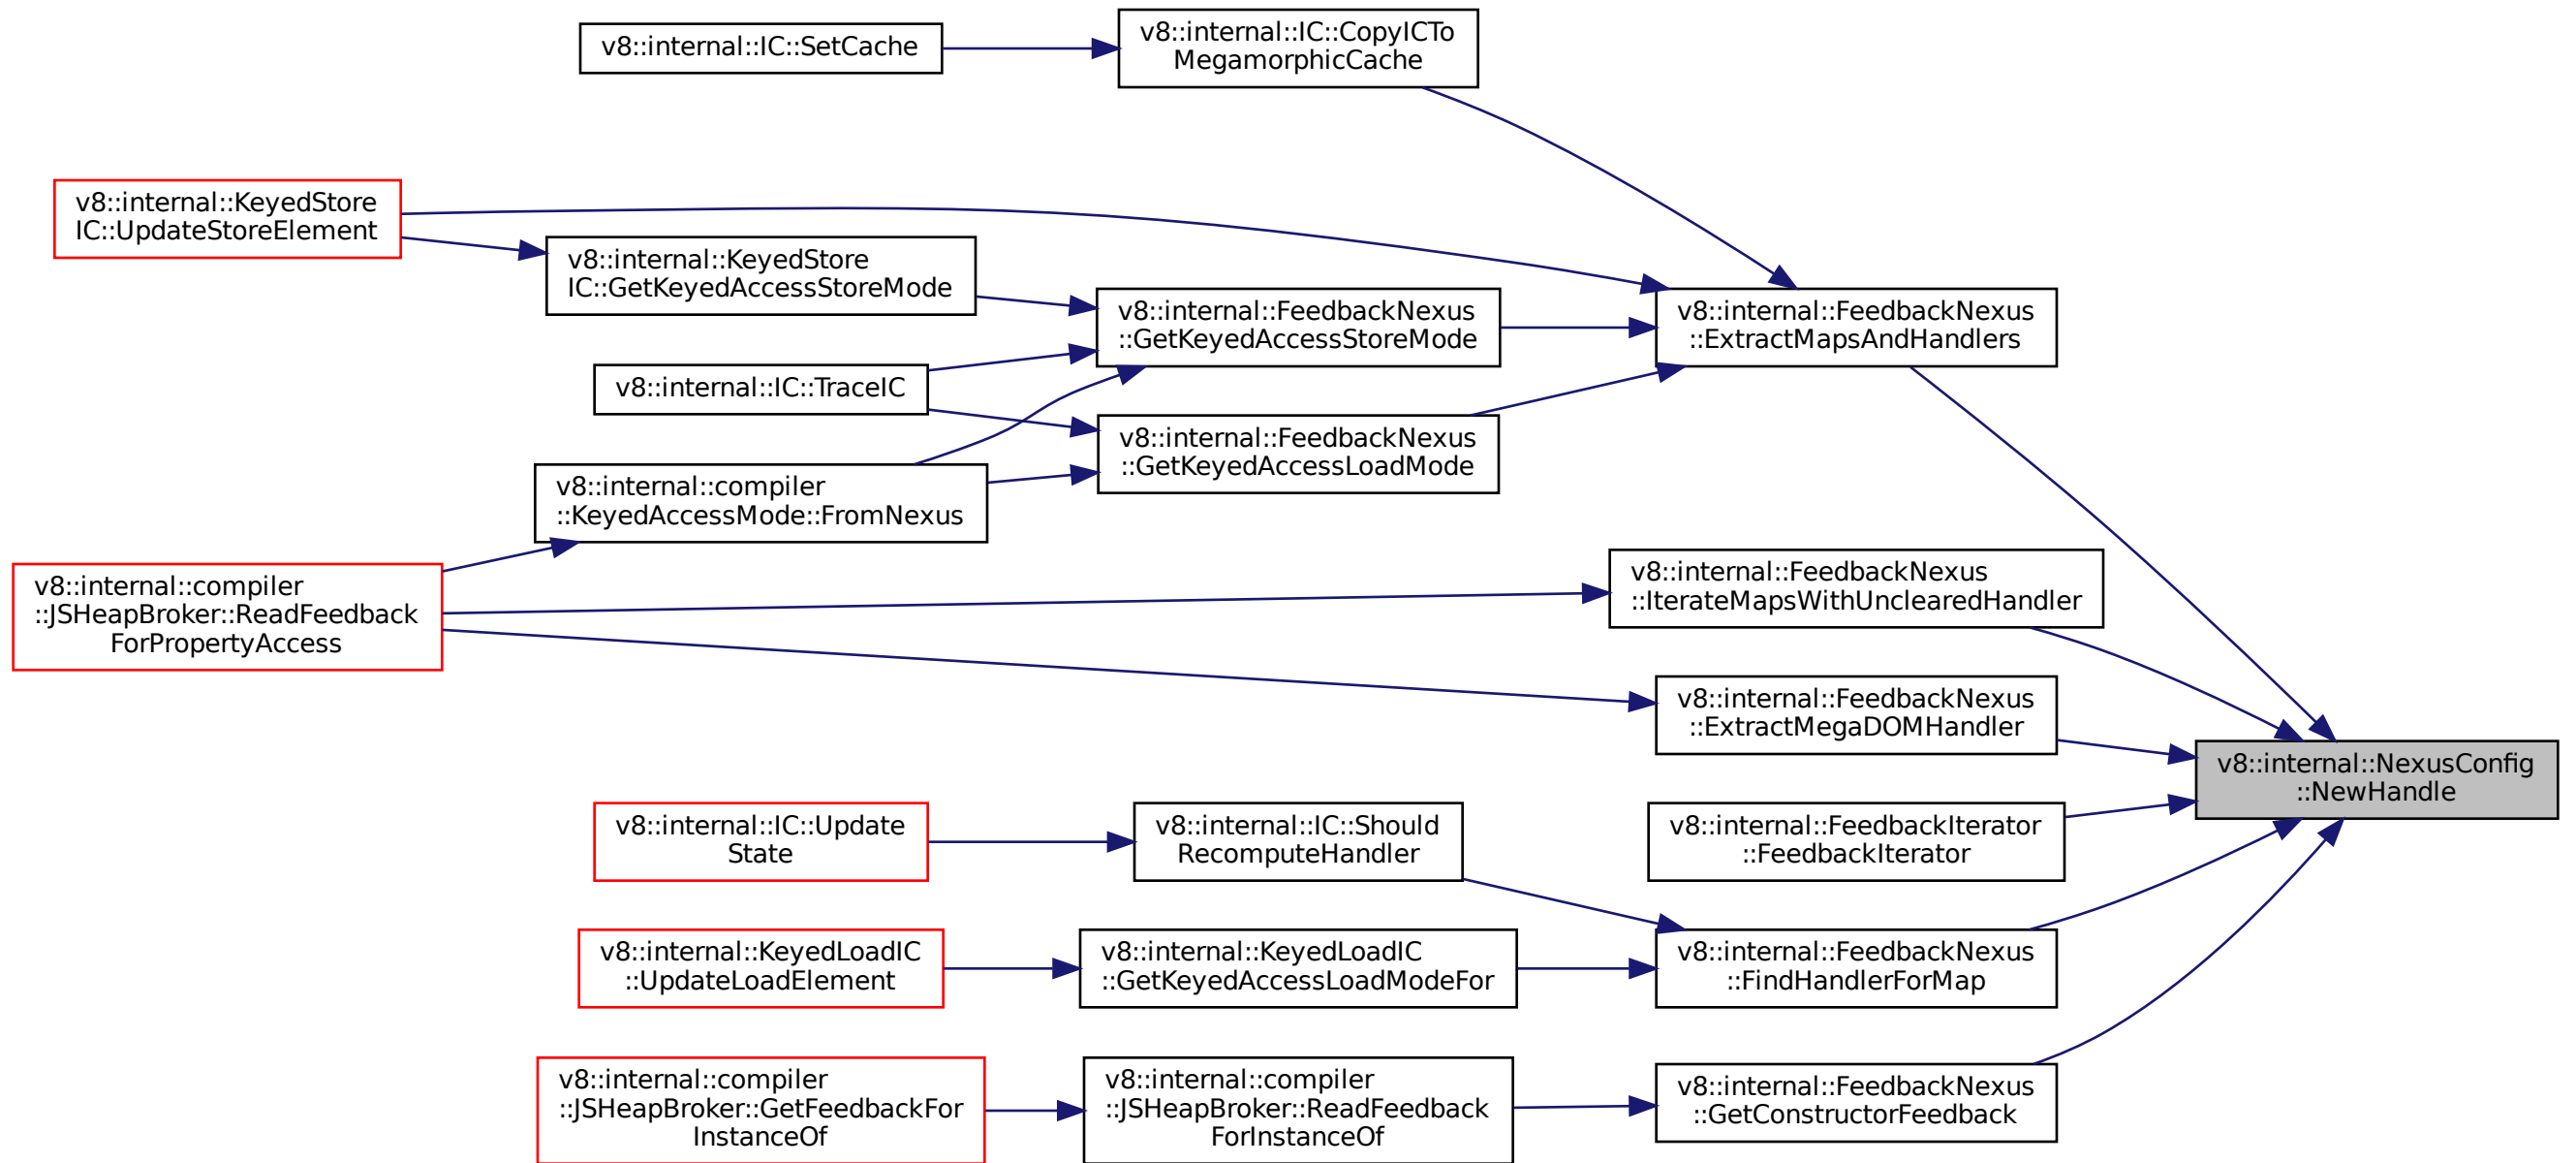 v8::internal::IC::SetCache
v8::internal::IC::CopyICTo
MegamorphicCache
v8::internal::KeyedStore
IC::UpdateStoreElement
v8::internal::KeyedStore
IC::GetKeyedAccessStoreMode
v8::internal::FeedbackNexus
::GetKeyedAccessStoreMode
v8::internal::FeedbackNexus
::ExtractMapsAndHandlers
v8::internal::IC::TraceIC
v8::internal::FeedbackNexus
::GetKeyedAccessLoadMode
v8::internal::compiler
::KeyedAccessMode::FromNexus
v8::internal::compiler
::JSHeapBroker::ReadFeedback
ForPropertyAccess
v8::internal::FeedbackNexus
::IterateMapsWithUnclearedHandler
v8::internal::FeedbackNexus
::ExtractMegaDOMHandler
v8::internal::NexusConfig
::NewHandle
v8::internal::IC::Update
State
v8::internal::IC::Should
RecomputeHandler
v8::internal::FeedbackIterator
::FeedbackIterator
v8::internal::KeyedLoadIC
::UpdateLoadElement
v8::internal::KeyedLoadIC
::GetKeyedAccessLoadModeFor
v8::internal::FeedbackNexus
::FindHandlerForMap
v8::internal::compiler
::JSHeapBroker::GetFeedbackFor
InstanceOf
v8::internal::compiler
::JSHeapBroker::ReadFeedback
ForInstanceOf
v8::internal::FeedbackNexus
::GetConstructorFeedback